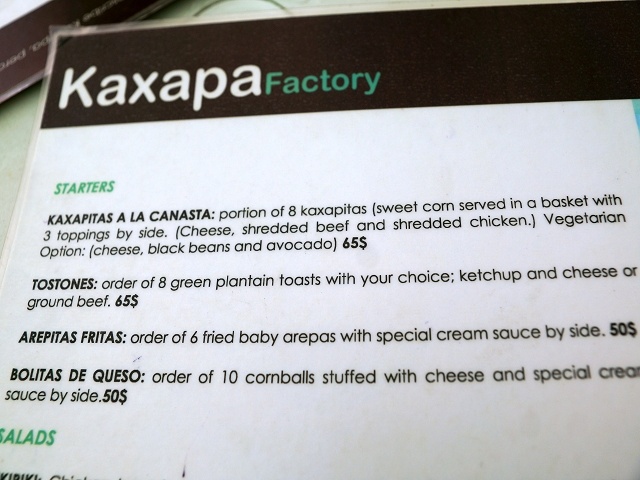 Kaxapa Factory
STARTERS
KAXAPITAS A LA CANASTA: portion of 8 kaxapitas (sweet corn served in a basket with
3 toppings by side. (Cheese, shredded beef and shredded chicken.) Vegetarian
Option: (cheese, black beans and avocado) 65$
TOSTONES: order of 8 green plantain toasts with your choice; ketchup and cheese or
ground beef. 65$
AREPITAS FRITAS: order of 6 fried baby arepas with special cream sauce by side. 50$
BOLITAS DE QUESO: order of 10 cornballs stuffed with cheese and special cream
sauce by side.50$
SALADS